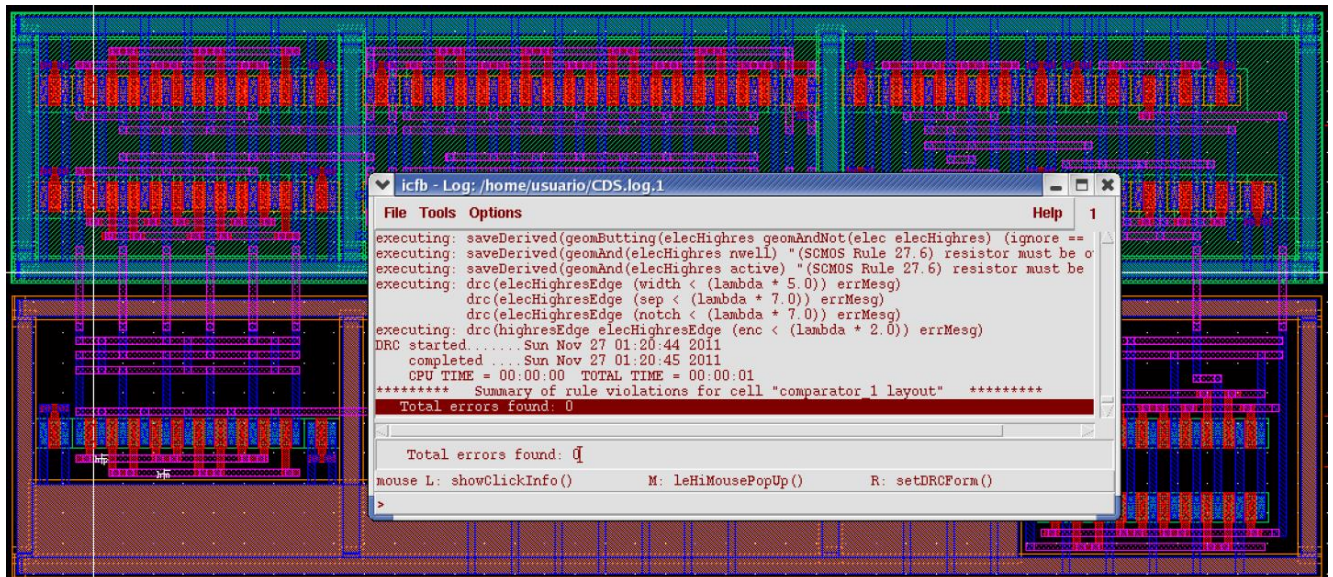 icfb - Log: /home/usuario/CDS.log.1
File Tools Options Help 1
executing: saveDerived(geomButting(elecHighres geomAndNot(elec elecHighres) (ignore ==
executing: saveDerived(geomAnd(elecHighres nwell) "(SCMOS Rule 27.6) resistor must be o
executing: saveDerived(geomAnd(elecHighres active) "(SCMOS Rule 27.6) resistor must be
executing: drc(elecHighresEdge (width < (lambda * 5.0)) errMesg)
drc(elecHighresEdge (sep < (lambda * 7.0)) errMesg)
drc(elecHighresEdge (notch < (lambda * 7.0)) errMesg)
executing: drc(highresEdge elecHighresEdge (enc < (lambda * 2.0)) errMesg)
DRC started.......Sun Nov 27 01:20:44 2011
completed ....Sun Nov 27 01:20:45 2011
CPU TIME = 00:00:00 TOTAL TIME = 00:00:01
********* Summary of rule violations for cell "comparator_1 layout" *********
Total errors found: 0
Total errors found: 0
mouse L: showClickInfo() M: leHiMousePopUp() R: setDRCForm()
>